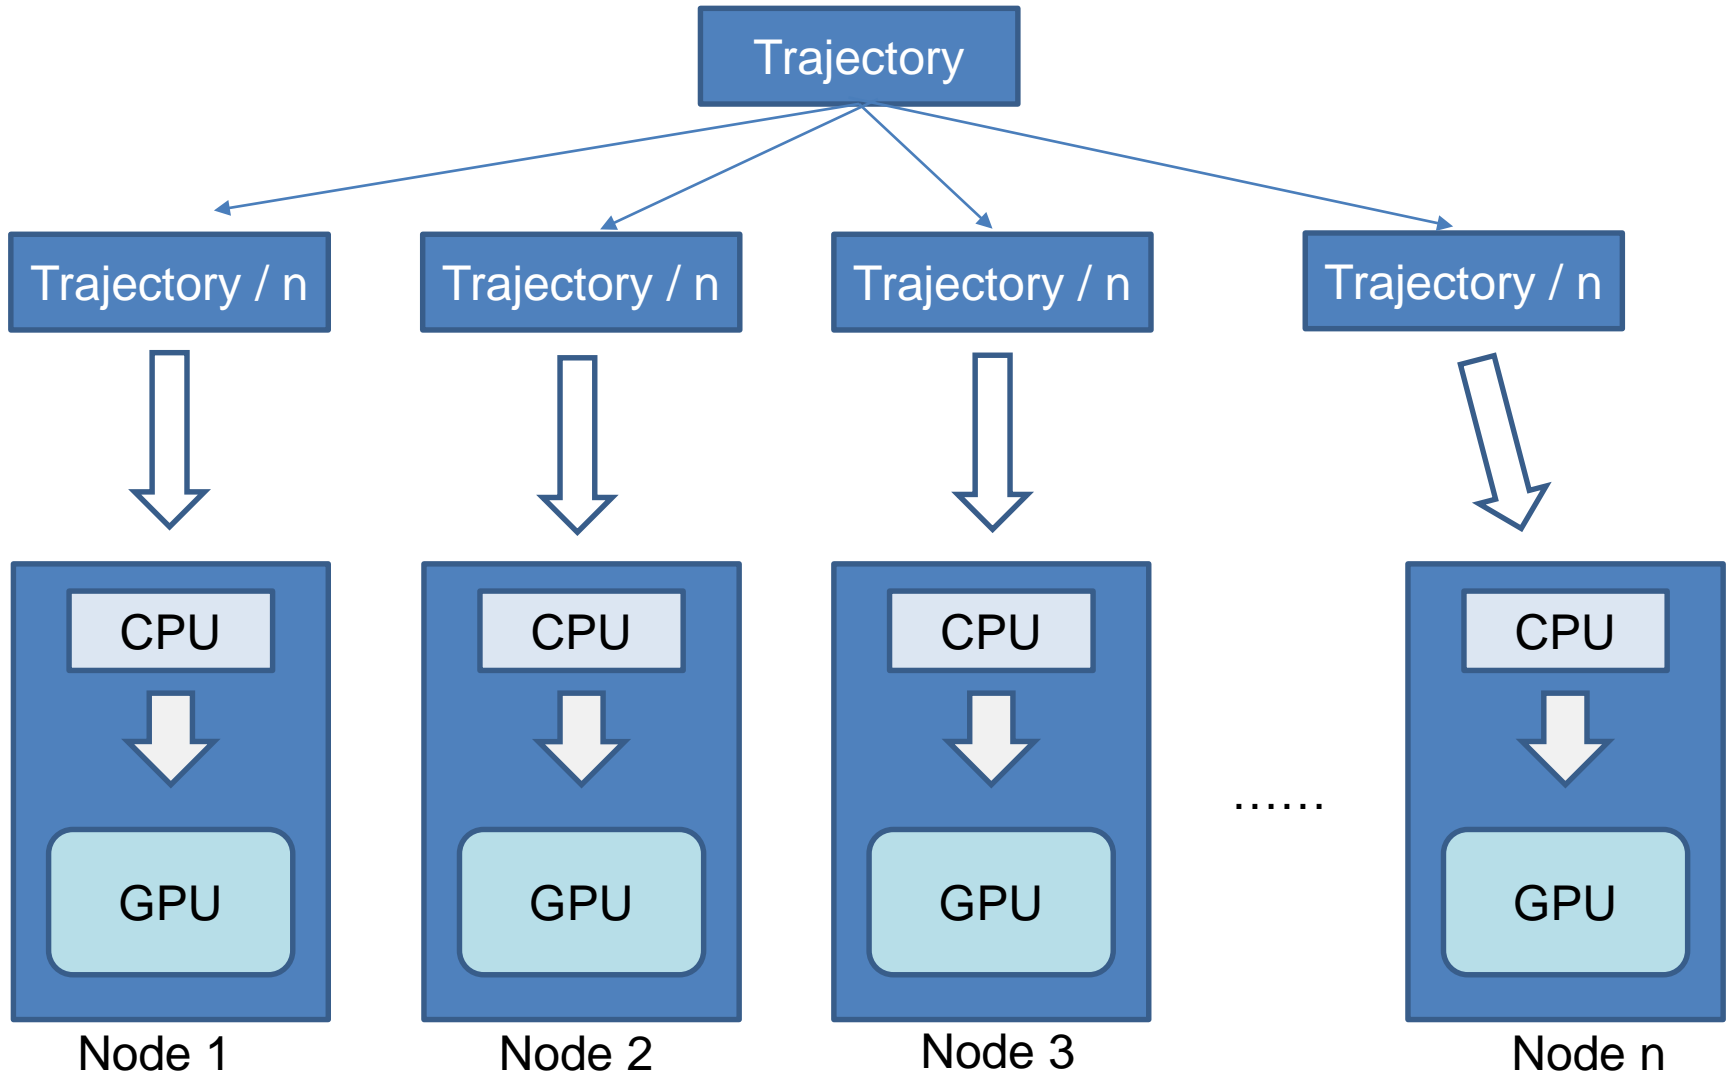 Trajectory
Trajectory / n
Trajectory / n
Trajectory / n
Trajectory / n
CPU
CPU
CPU
CPU
......
GPU
GPU
GPU
GPU
Node 1
Node 2
Node 3
Node n